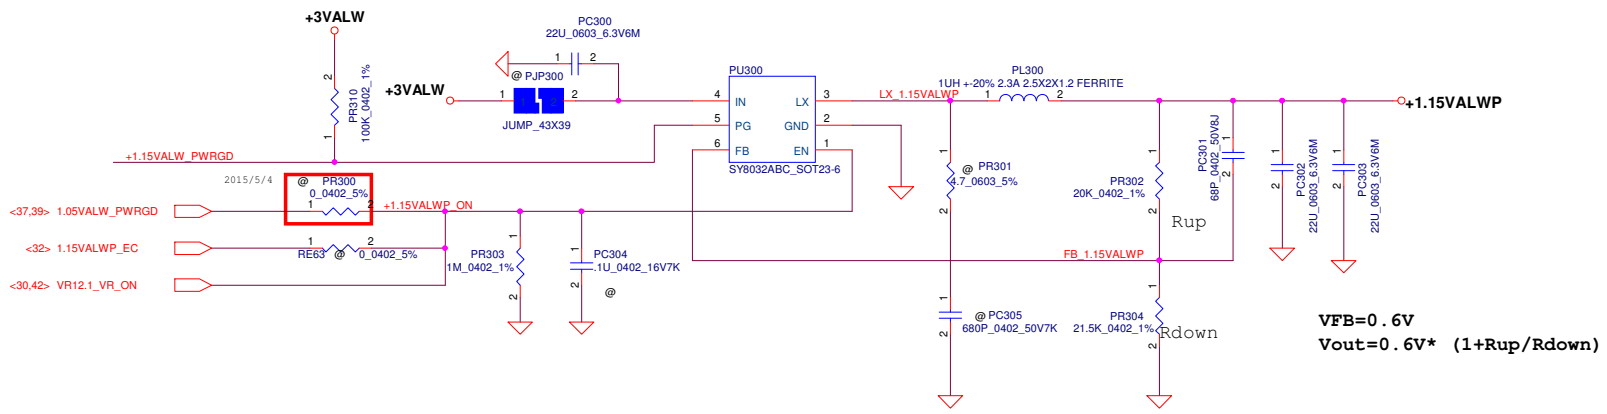 +3VALW
PC300
22U_0603_6.3V6M
1
2
+3VALW
@ PJP300
1
2
JUMP_43X39
2
PR310
100K_0402_1%
1
+1.15VALW_PWRGD
PU300
4 IN
LX 3
5 PG
GND 2
6 FB
EN 1
SY8032ABC_SOT23-6
LX_1.15VALWP
PL300
1UH +-20% 2.3A 2.5X2X1.2 FERRITE
1
2
+1.15VALWP
2015/5/4
@
PR300
0_0402_5%
1
2
<37,39> 1.05VALW_PWRGD
+1.15VALWP_ON
<32> 1.15VALWP_EC
1
2
RE63 @ 0_0402_5%
<30,42> VR12.1_VR_ON
1
PR303
1M_0402_1%
2
1
PC304
.1U_0402_16V7K
2
@
1
@ PR301
4.7_0603_5%
2
1
@ PC305
680P_0402_50V7K
2
1
PR302
20K_0402_1%
2
Rup
1
PC301
68P_0402_50V8J
2
FB_1.15VALWP
1
PR304
21.5K_0402_1%
2
Rdown
1
PC302
22U_0603_6.3V6M
2
1
PC303
22U_0603_6.3V6M
2
VFB=0.6V
Vout=0.6V* (1+Rup/Rdown)